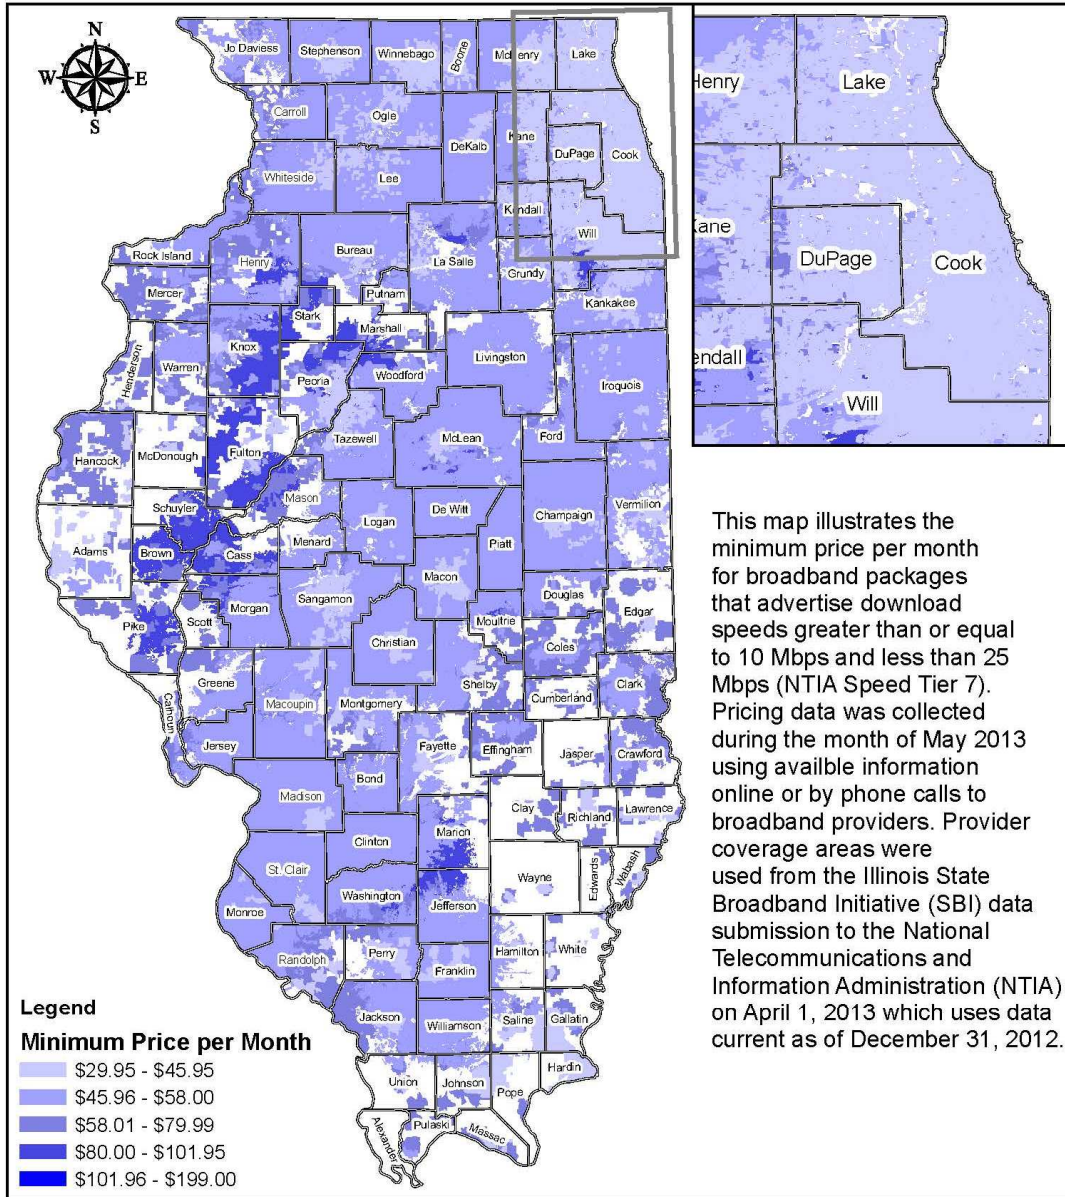 N
W E
S
Jo Daviess
Stephenson
Winnebago
Boone
McHenry
Lake
Carroll
Ogle
DeKalb
Kane
DuPage
Cook
Whiteside
Lee
Kendall
Will
Rock Island
Henry
Bureau
La Salle
Grundy
Mercer
Putnam
Kankakee
Stark
Marshall
Knox
Livingston
Henderson
Warren
Peoria
Woodford
Iroquois
Hancock
McDonough
Fulton
Tazewell
McLean
Ford
Mason
Schuyler
Logan
De Witt
Champaign
Vermilion
Adams
Brown
Cass
Menard
Piatt
Macon
Pike
Scott
Morgan
Sangamon
Douglas
Edgar
Moultrie
Christian
Coles
Greene
Shelby
Cumberland
Clark
Calhoun
Macoupin
Montgomery
Jersey
Fayette
Effingham
Jasper
Crawford
Bond
Madison
Clay
Richland
Lawrence
Marion
Clinton
St. Clair
Wayne
Edwards
Wabash
Washington
Jefferson
Monroe
Randolph
Perry
Hamilton
White
Franklin
Jackson
Williamson
Saline
Gallatin
Union
Johnson
Pope
Hardin
Alexander
Pulaski
Massac
Henry
Lake
Kane
DuPage
Cook
endall
Will
This map illustrates the
minimum price per month
for broadband packages
that advertise download
speeds greater than or equal
to 10 Mbps and less than 25
Mbps (NTIA Speed Tier 7).
Pricing data was collected
during the month of May 2013
using availble information
online or by phone calls to
broadband providers. Provider
coverage areas were
used from the Illinois State
Broadband Initiative (SBI) data
submission to the National
Telecommunications and
Information Administration (NTIA)
on April 1, 2013 which uses data
current as of December 31, 2012.
Legend
Minimum Price per Month
$29.95 - $45.95
$45.96 - $58.00
$58.01 - $79.99
$80.00 - $101.95
$101.96 - $199.00